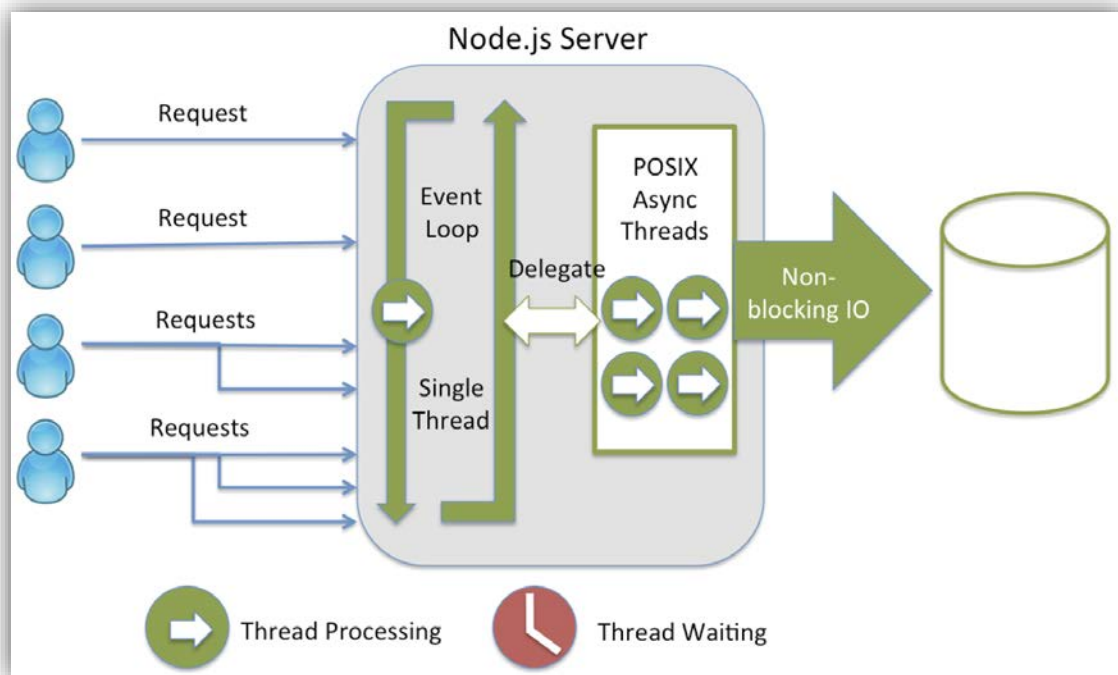 Node.js Server
Request
Request
Requests
Requests
Event
Loop
Single
Thread
Delegate
POSIX
Async
Threads
Non-
blocking IO
Thread Processing
Thread Waiting